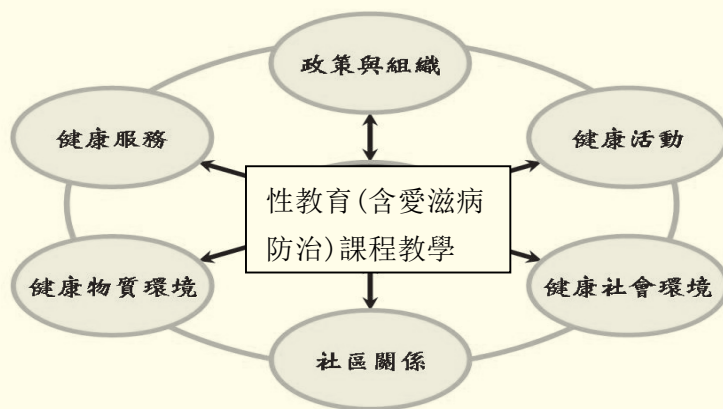 政策與組織
健康服務
健康活動
性教育(含愛滋病
防治)課程教學
健康物質環境
健康社會環境
社區關係